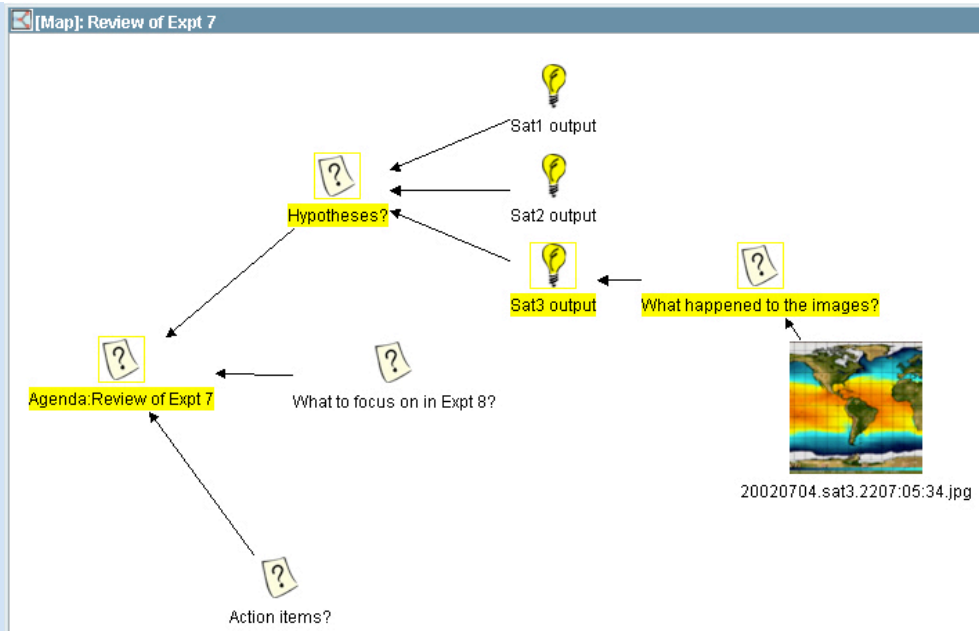 [Map]: Review of Expt 7
Sat1 output
Hypotheses?
Sat2 output
Sat3 output
What happened to the images?
Agenda:Review of Expt 7
What to focus on in Expt 8?
20020704.sat3.2207:05:34.jpg
Action items?